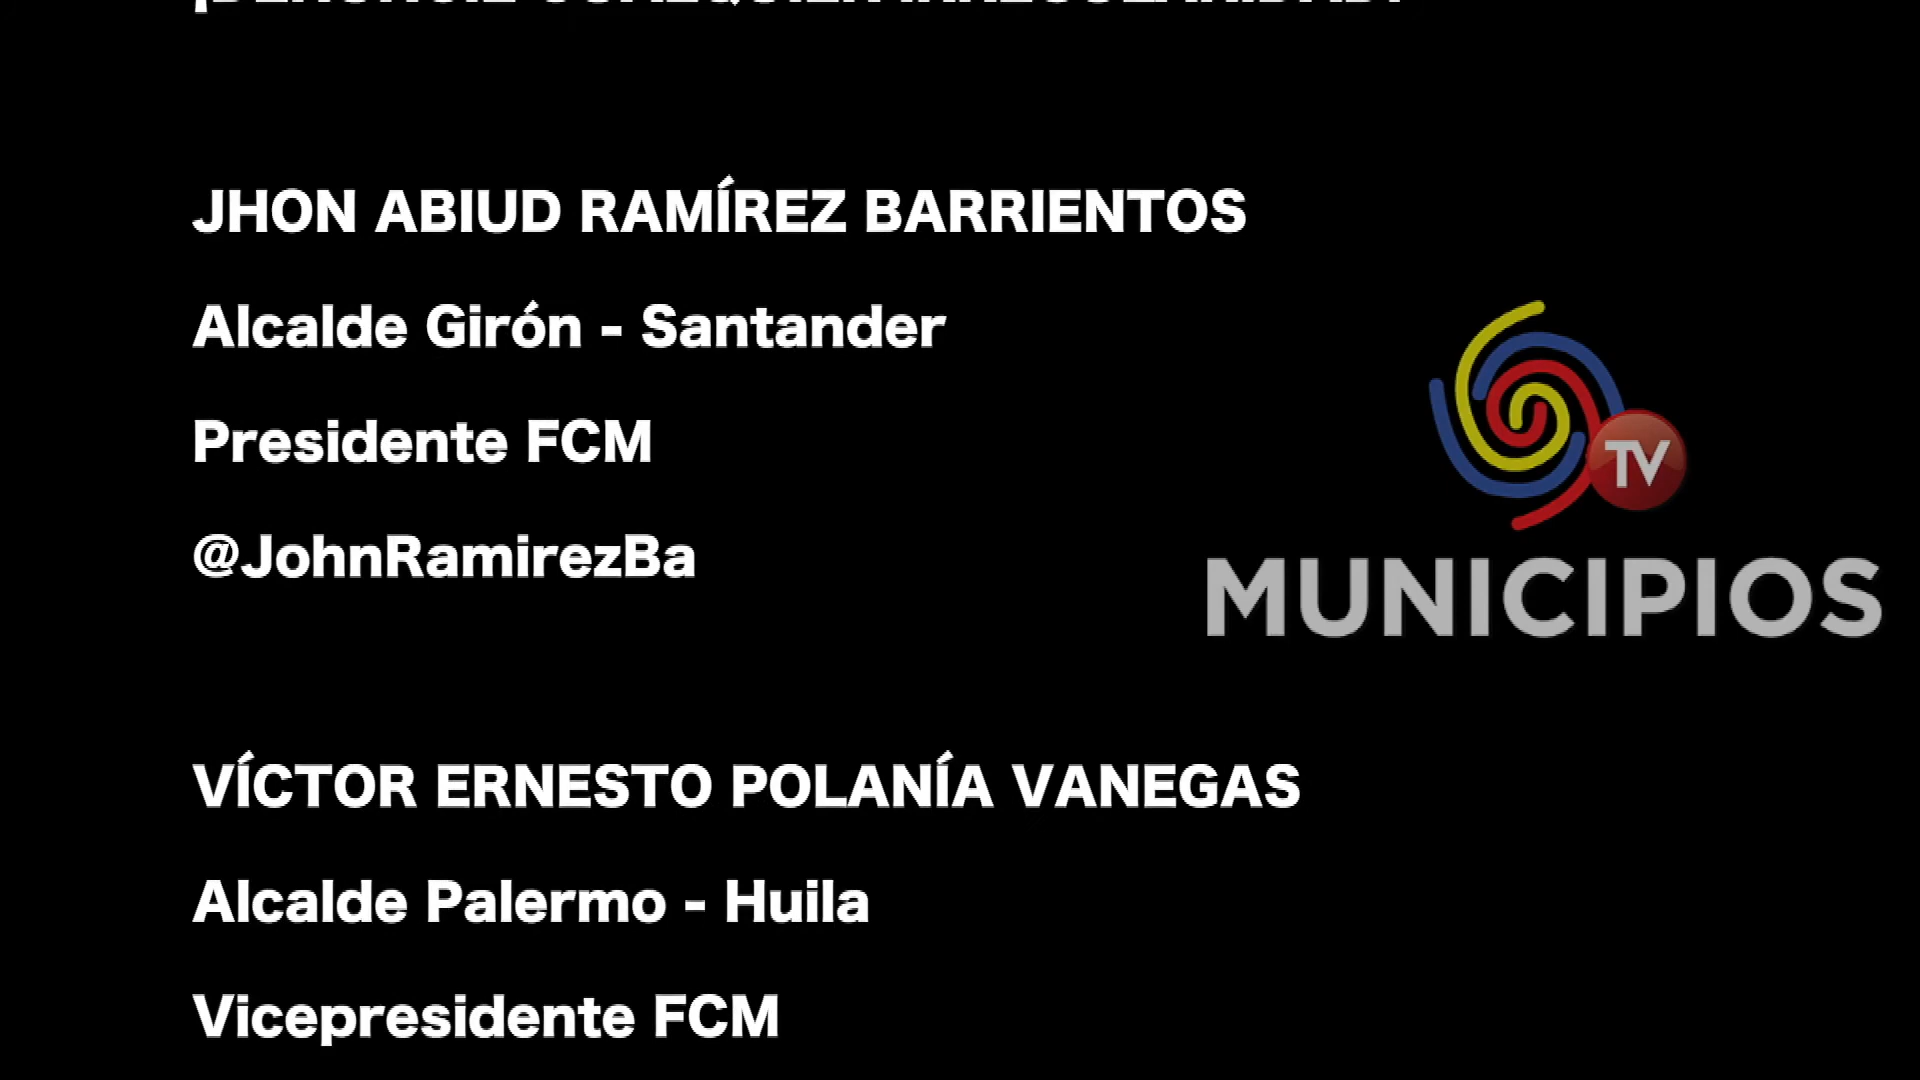 JHON ABIUD RAMÍREZ BARRIENTOS
Alcalde Girón - Santander
Presidente FCM
@JohnRamirezBa
TV
MUNICIPIOS
VÍCTOR ERNESTO POLANÍA VANEGAS
Alcalde Palermo - Huila
Vicepresidente FCM